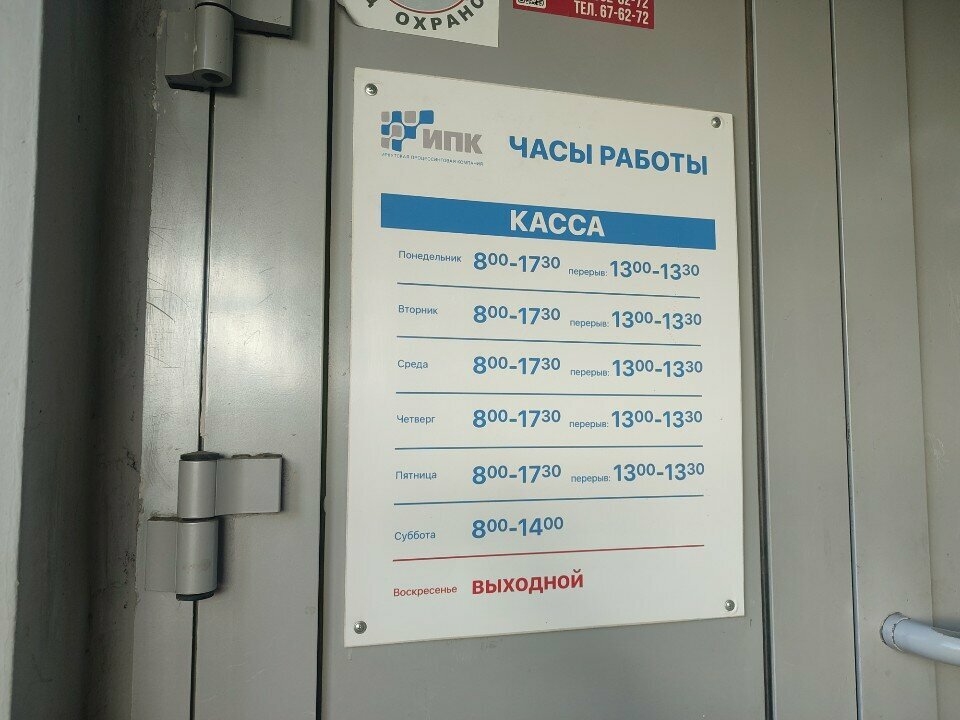 ОХРАНО
ТЕЛ. 67-62-72
ИПК
ЧАСЫ РАБОТЫ
КАССА
Понедельник 8⁰⁰-17³⁰ перерыв: 13⁰⁰-13³⁰
Вторник 8⁰⁰-17³⁰ перерыв: 13⁰⁰-13³⁰
Среда 8⁰⁰-17³⁰ перерыв: 13⁰⁰-13³⁰
Четверг 8⁰⁰-17³⁰ перерыв: 13⁰⁰-13³⁰
Пятница 8⁰⁰-17³⁰ перерыв: 13⁰⁰-13³⁰
Суббота 8⁰⁰-14⁰⁰
Воскресенье ВЫХОДНОЙ